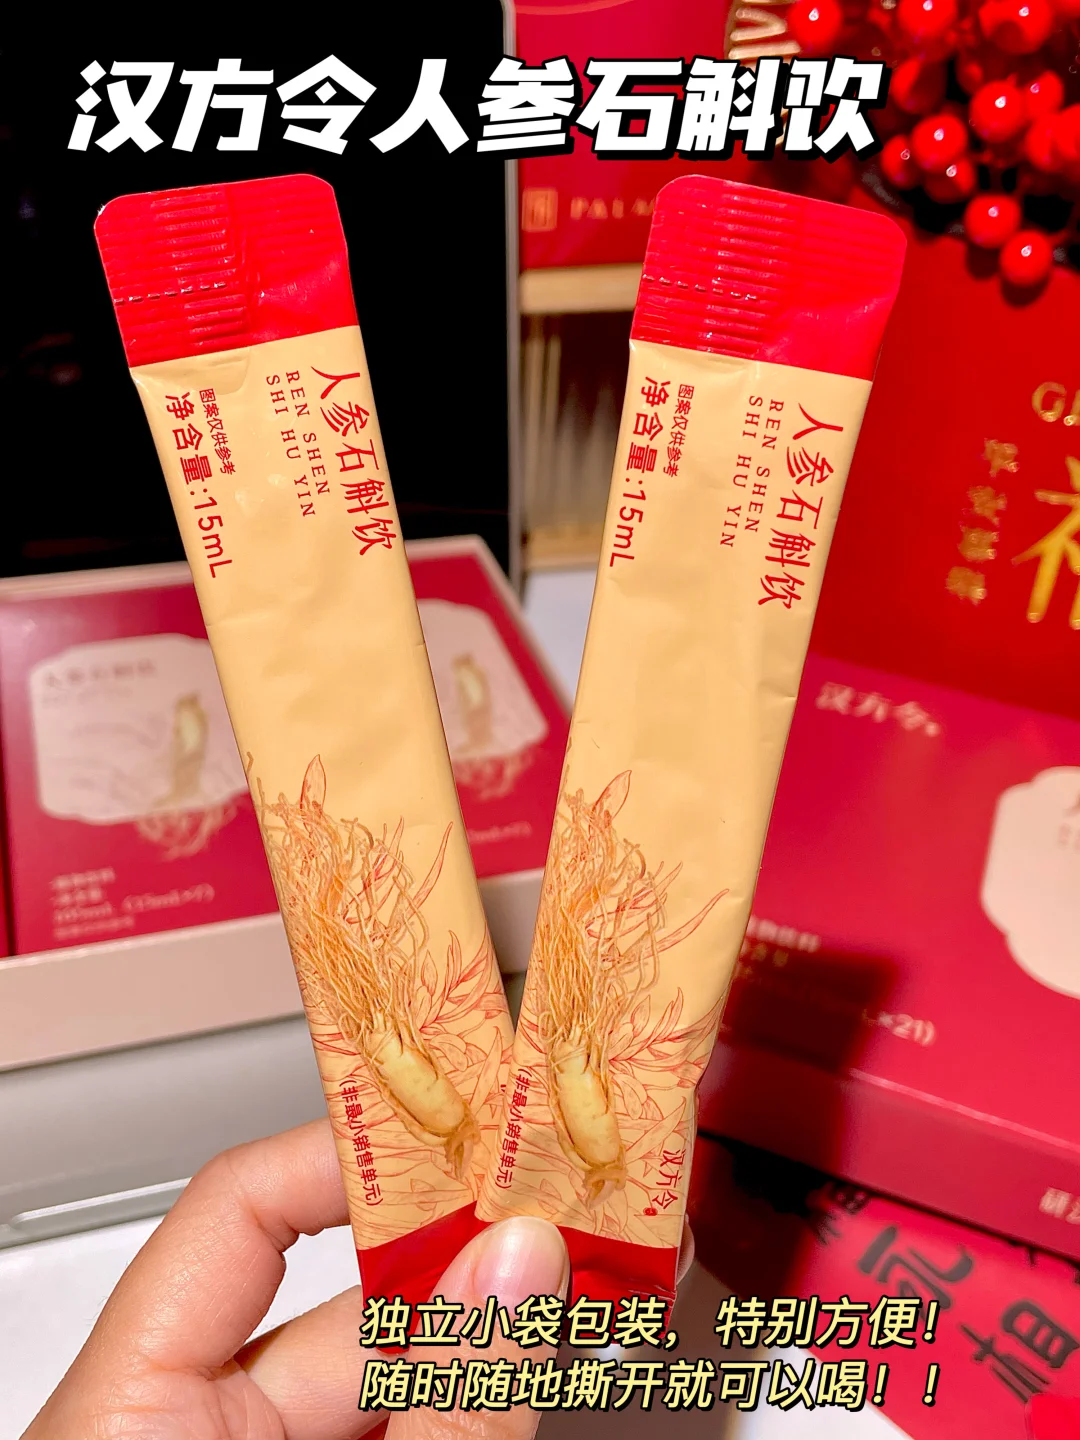 汉方令人参石斛饮
PALA
人参石斛饮
REN SHEN
SHI HU YIN
图案仅供参考
净含量:15mL
(非最小销售单元)
人参石斛饮
REN SHEN
SHI HU YIN
图案仅供参考
净含量:15mL
(非最小销售单元)
汉方令
汉方令
×21)
独立小袋包装，特别方便！
随时随地撕开就可以喝！！